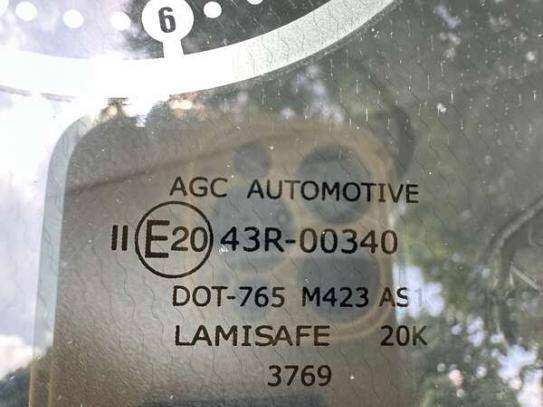 6
AGC AUTOMOTIVE
II E20 43R-00340
DOT-765 M423 AS1
LAMISAFE 20K
3769